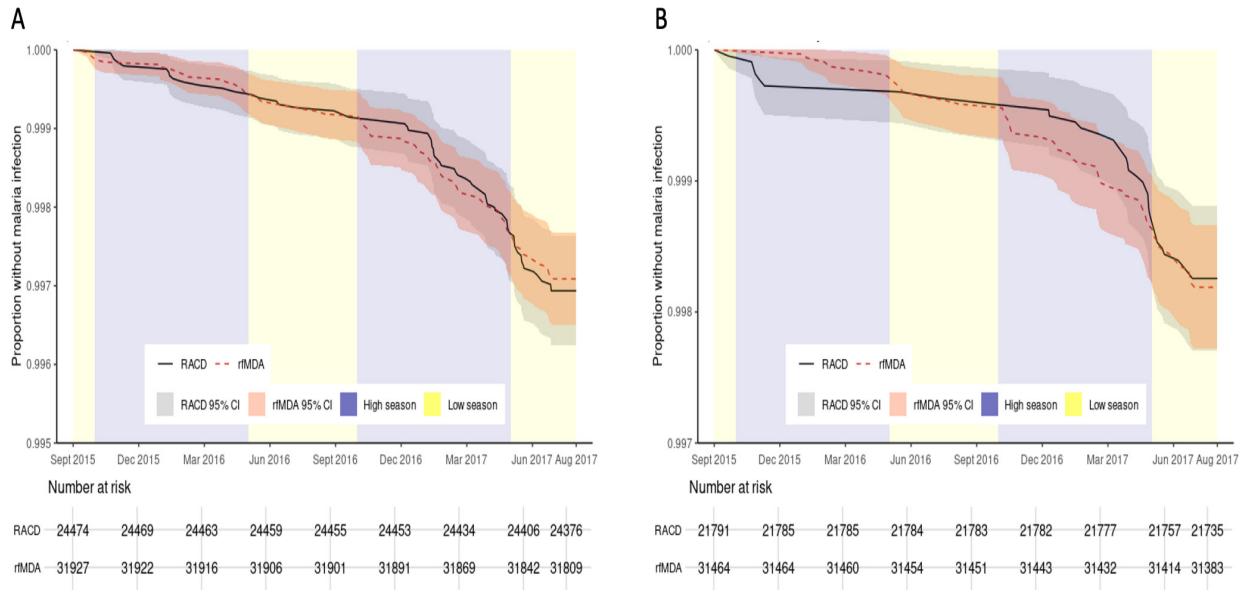 A
Proportion without malaria infection
1.000
0.999
0.998
0.997
0.996
0.995
RACD rfMDA
RACD 95% CI rfMDA 95% CI High season Low season
Sept 2015 Dec 2015 Mar 2016 Jun 2016 Sept 2016 Dec 2016 Mar 2017 Jun 2017 Aug 2017
Number at risk
RACD 24474 24469 24463 24459 24455 24453 24434 24406 24376
rfMDA 31927 31922 31916 31906 31901 31891 31869 31842 31809
B
Proportion without malaria infection
1.000
0.999
0.998
0.997
RACD rfMDA
RACD 95% CI rfMDA 95% CI High season Low season
Sept 2015 Dec 2015 Mar 2016 Jun 2016 Sept 2016 Dec 2016 Mar 2017 Jun 2017 Aug 2017
Number at risk
RACD 21791 21785 21785 21784 21783 21782 21777 21757 21735
rfMDA 31464 31464 31460 31454 31451 31443 31432 31414 31383